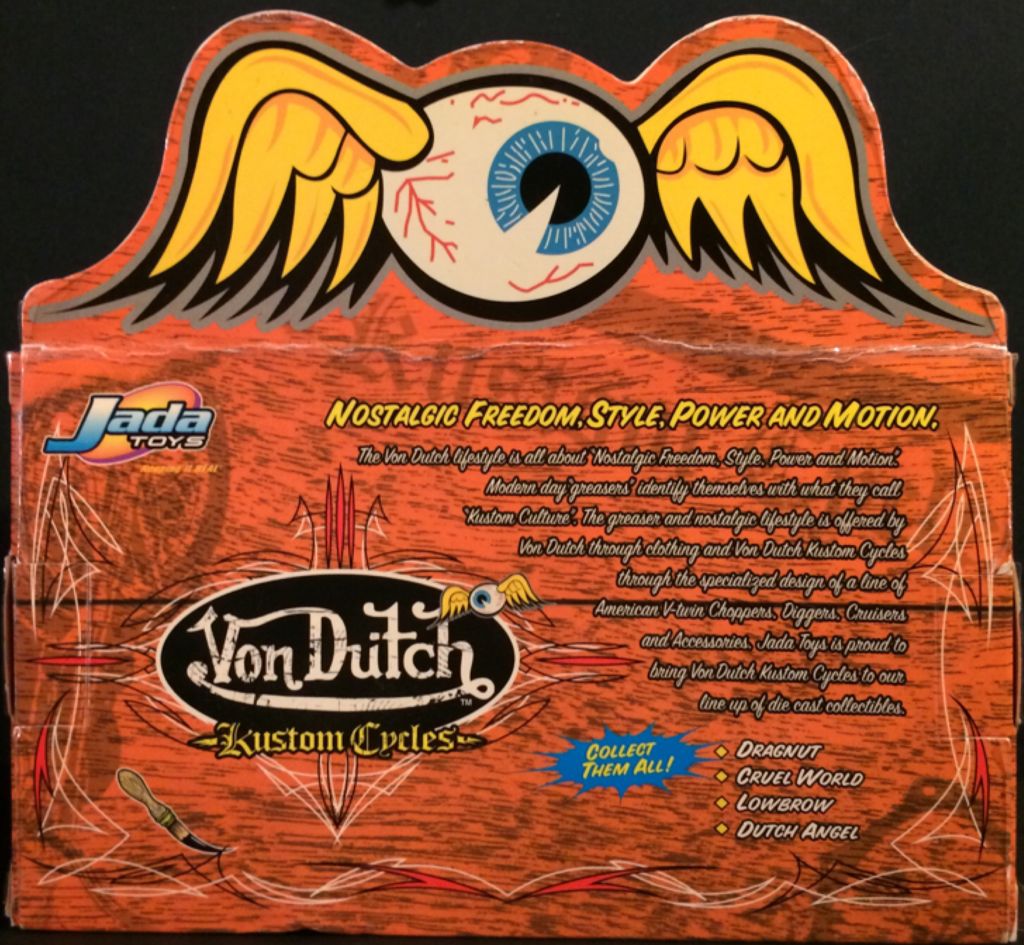 Jada
TOYS
NOSTALGIC FREEDOM, STYLE, POWER AND MOTION.
The Von Dutch lifestyle is all about "Nostalgic Freedom, Style, Power and Motion".
Modern day 'greasers' identify themselves with what they call
'Kustom Culture'. The greaser and nostalgic lifestyle is offered by
Von Dutch through clothing and Von Dutch Kustom Cycles
through the specialized design of a line of
American V-twin Choppers, Diggers, Cruisers
and Accessories. Jada Toys is proud to
bring Von Dutch Kustom Cycles to our
line up of die cast collectibles.
Von Dutch
TM
Kustom Cycles
COLLECT
THEM ALL!
DRAGNUT
CRUEL WORLD
LOWBROW
DUTCH ANGEL